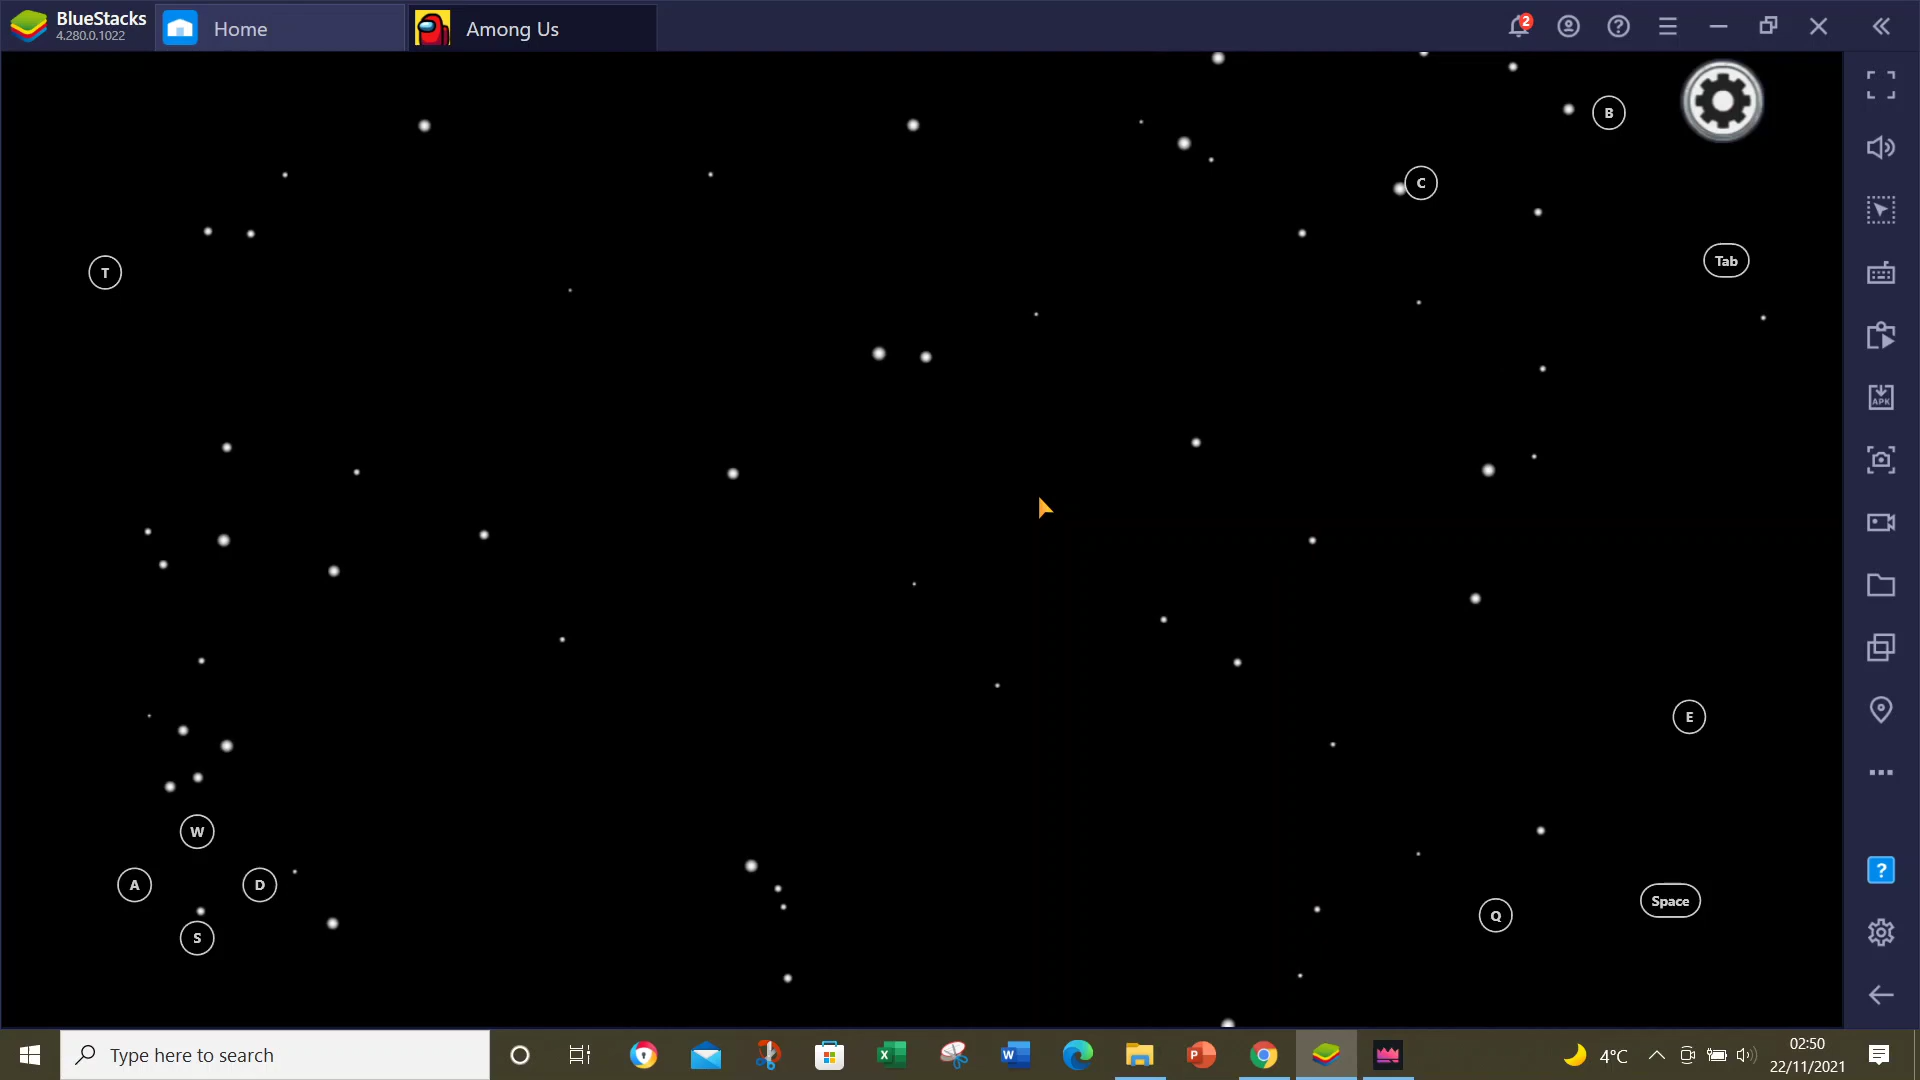 BlueStacks
4.280.0.1022
Home
Among Us
2
B
C
T
Tab
APK
E
W
A
D
S
Q
Space
?
Type here to search
4°C
02:50
22/11/2021